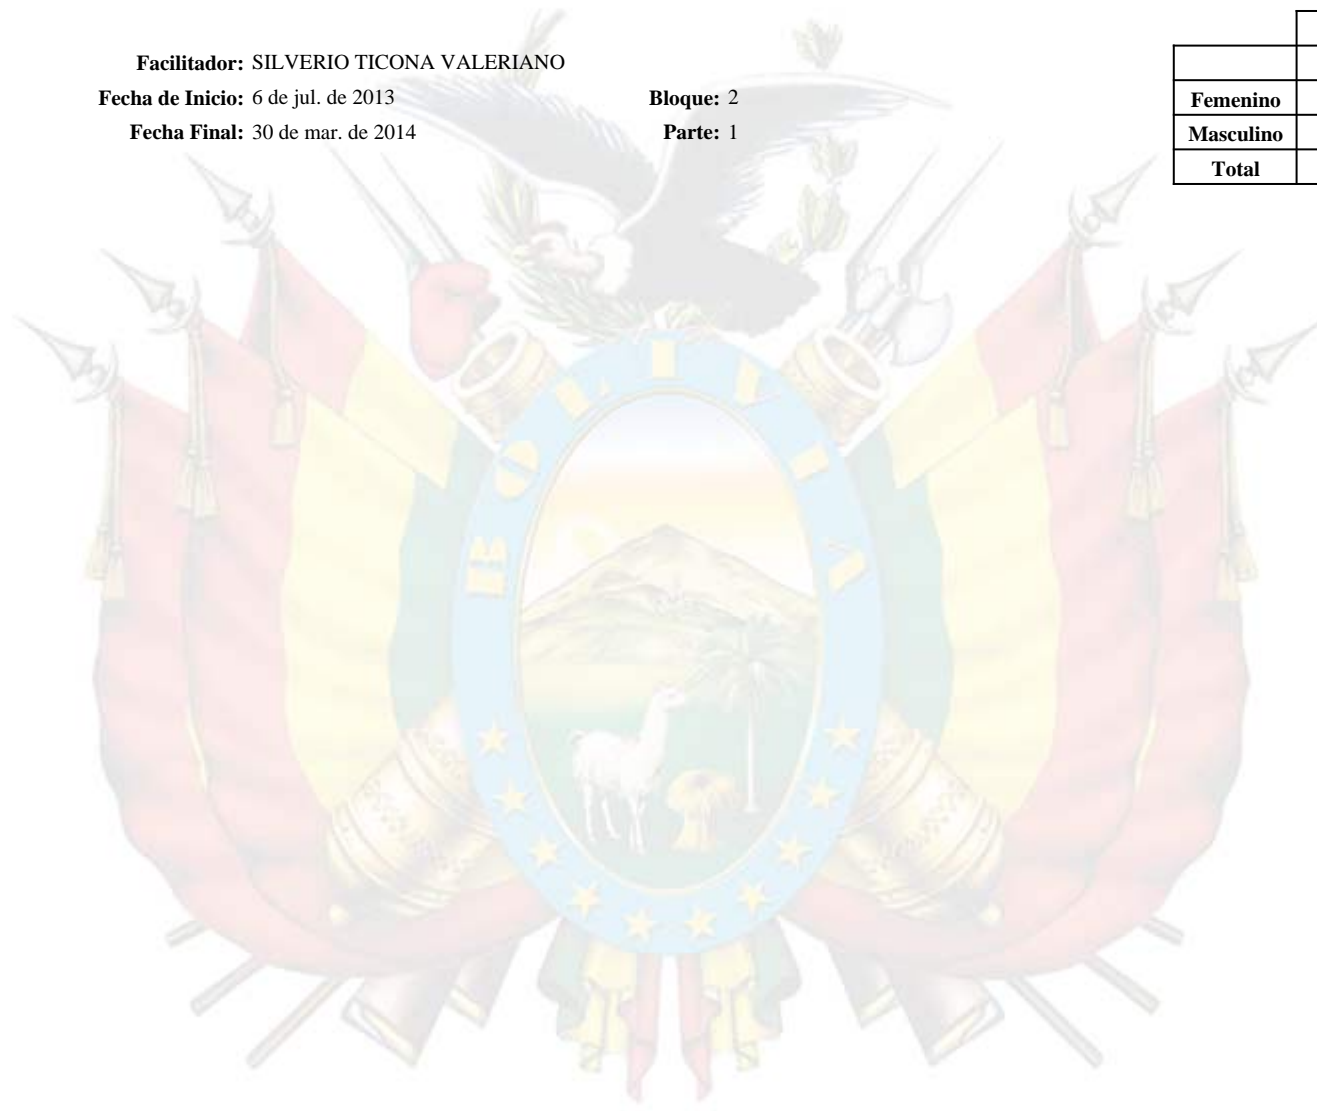 Facilitador: SILVERIO TICONA VALERIANO
Fecha de Inicio: 6 de jul. de 2013 Bloque: 2
Fecha Final: 30 de mar. de 2014 Parte: 1
Femenino
Masculino
Total
BOLIVIA